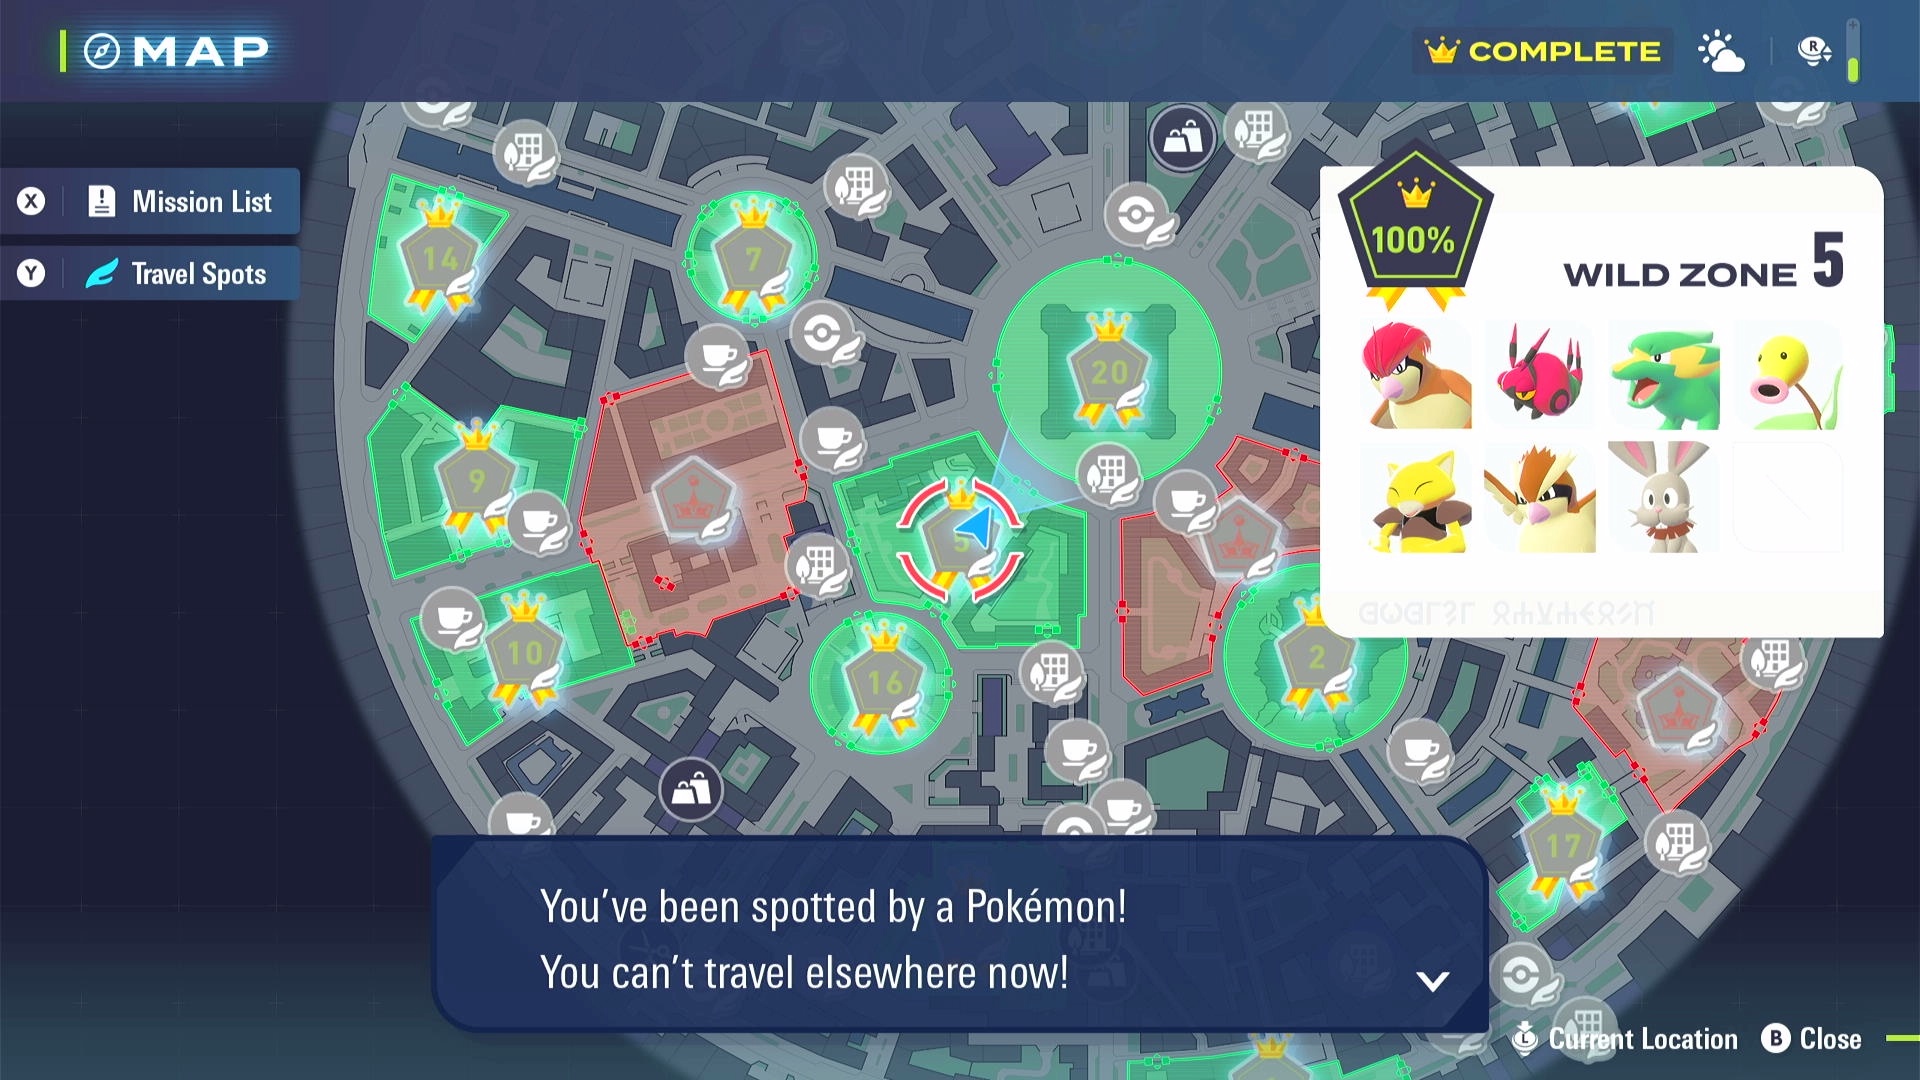 MAP
COMPLETE
R
X Mission List
Y Travel Spots
100%
WILD ZONE 5
14
7
20
9
5
10
16
2
17
You've been spotted by a Pokémon!
You can't travel elsewhere now!
L Current Location
B Close